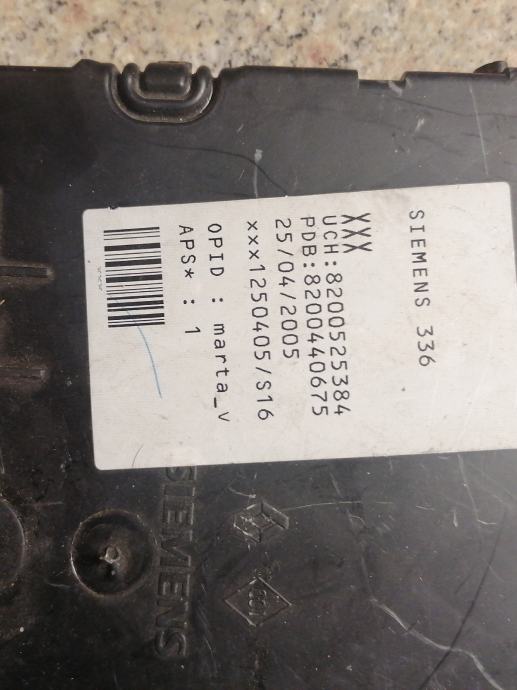 SIEMENS 336
XXX
UCH:8200525384
PDB:8200440675
25/04/2005
xxx1250405/S16
OPID : marta_v
APS* : 1
SIEMENS